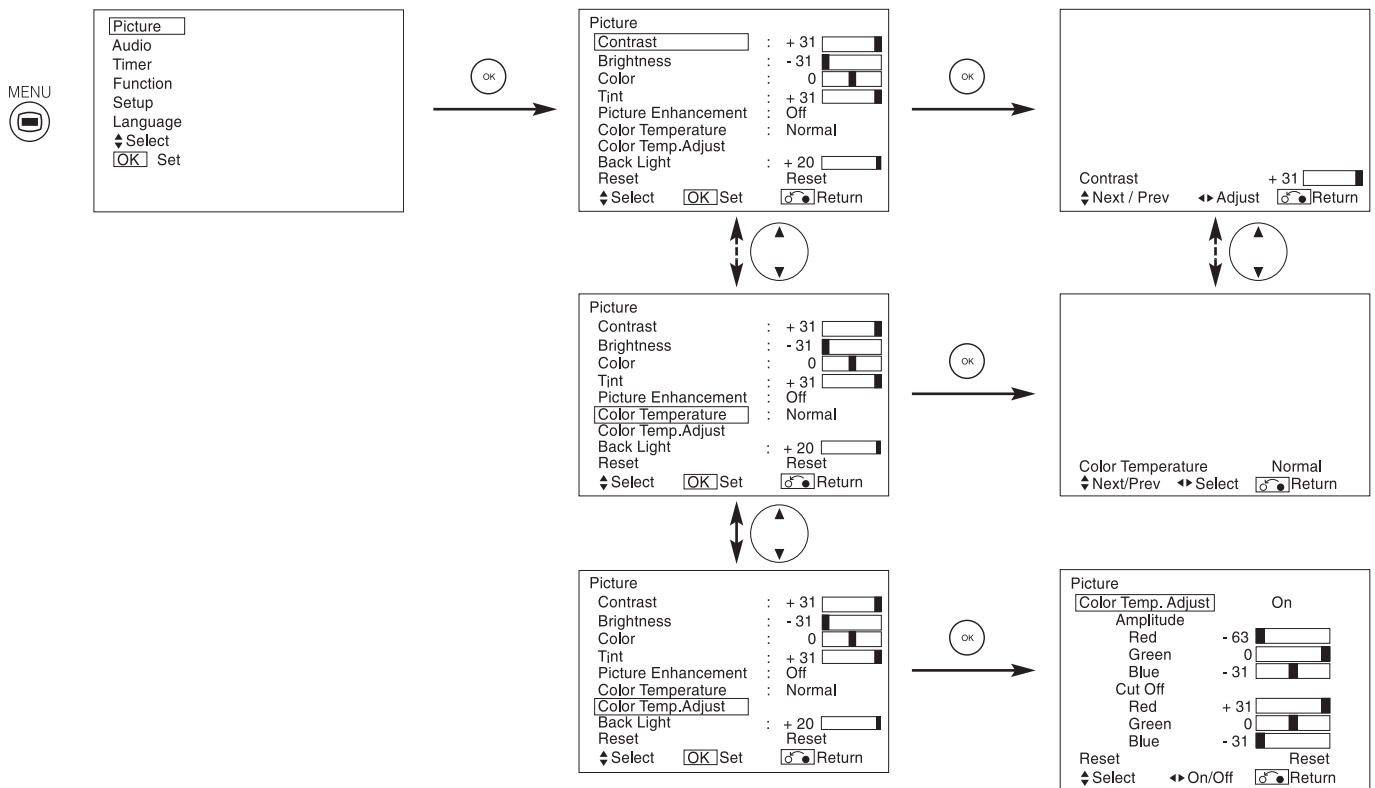 MENU
Picture
Audio
Timer
Function
Setup
Language
Select
OK Set
OK
Picture
Contrast : + 31
Brightness : - 31
Color : 0
Tint : + 31
Picture Enhancement : Off
Color Temperature : Normal
Color Temp.Adjust
Back Light : + 20
Reset Reset
Select OK Set Return
OK
Contrast + 31
Next / Prev Adjust Return
Picture
Contrast : + 31
Brightness : - 31
Color : 0
Tint : + 31
Picture Enhancement : Off
Color Temperature : Normal
Color Temp.Adjust
Back Light : + 20
Reset Reset
Select OK Set Return
OK
Color Temperature Normal
Next/Prev Select Return
Picture
Contrast : + 31
Brightness : - 31
Color : 0
Tint : + 31
Picture Enhancement : Off
Color Temperature : Normal
Color Temp.Adjust
Back Light : + 20
Reset Reset
Select OK Set Return
OK
Picture
Color Temp. Adjust On
Amplitude
Red - 63
Green 0
Blue - 31
Cut Off
Red + 31
Green 0
Blue - 31
Reset Reset
Select On/Off Return